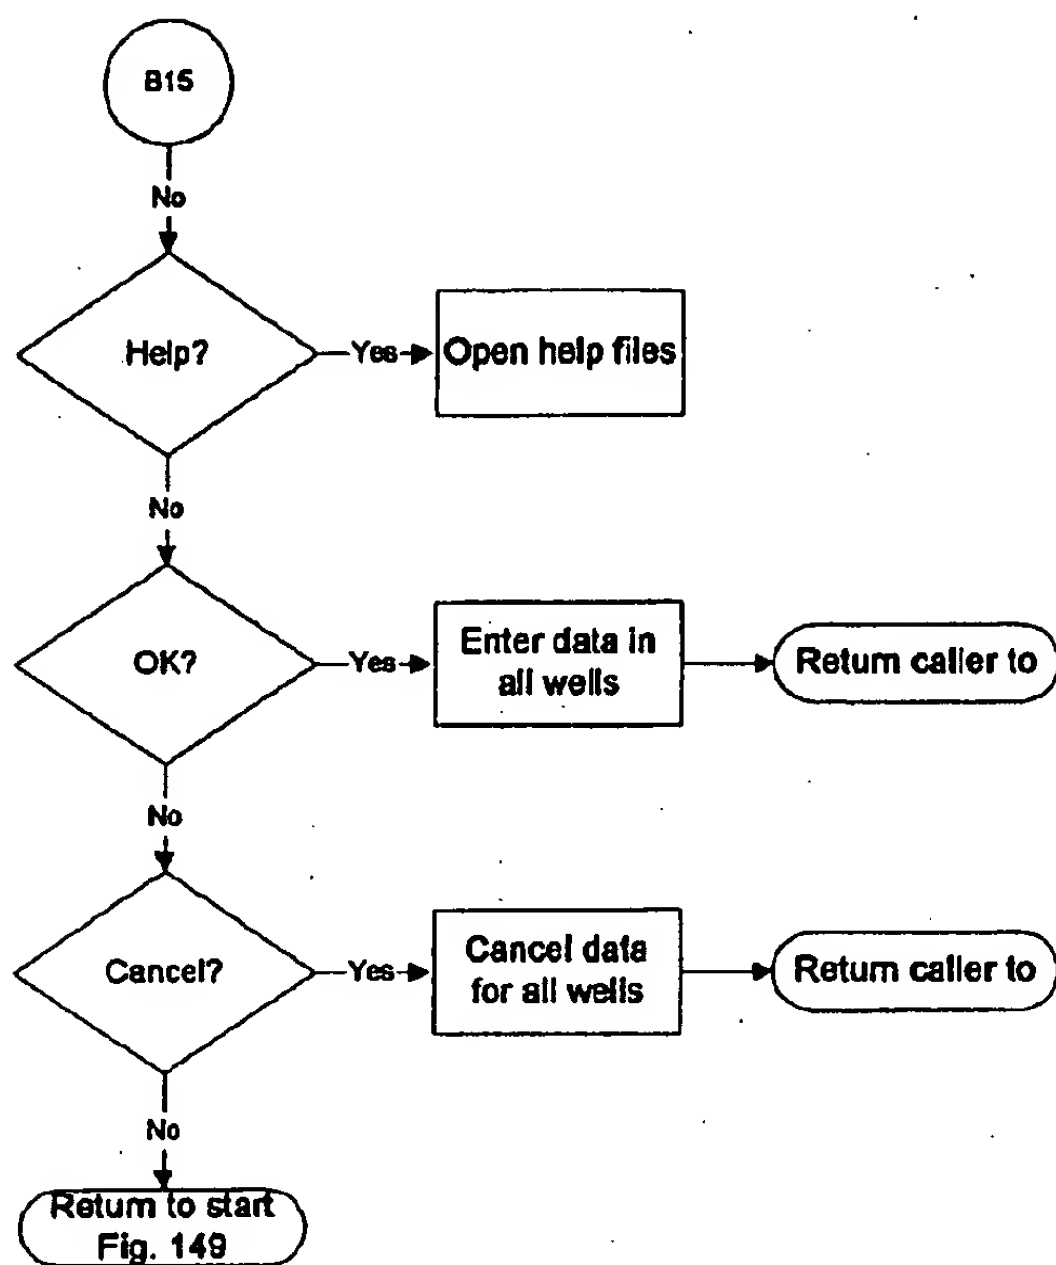 B15
No
Help?
Yes
Open help files
No
OK?
Yes
Enter data in
all wells
Return caller to
No
Cancel?
Yes
Cancel data
for all wells
Return caller to
No
Return to start
Fig. 149